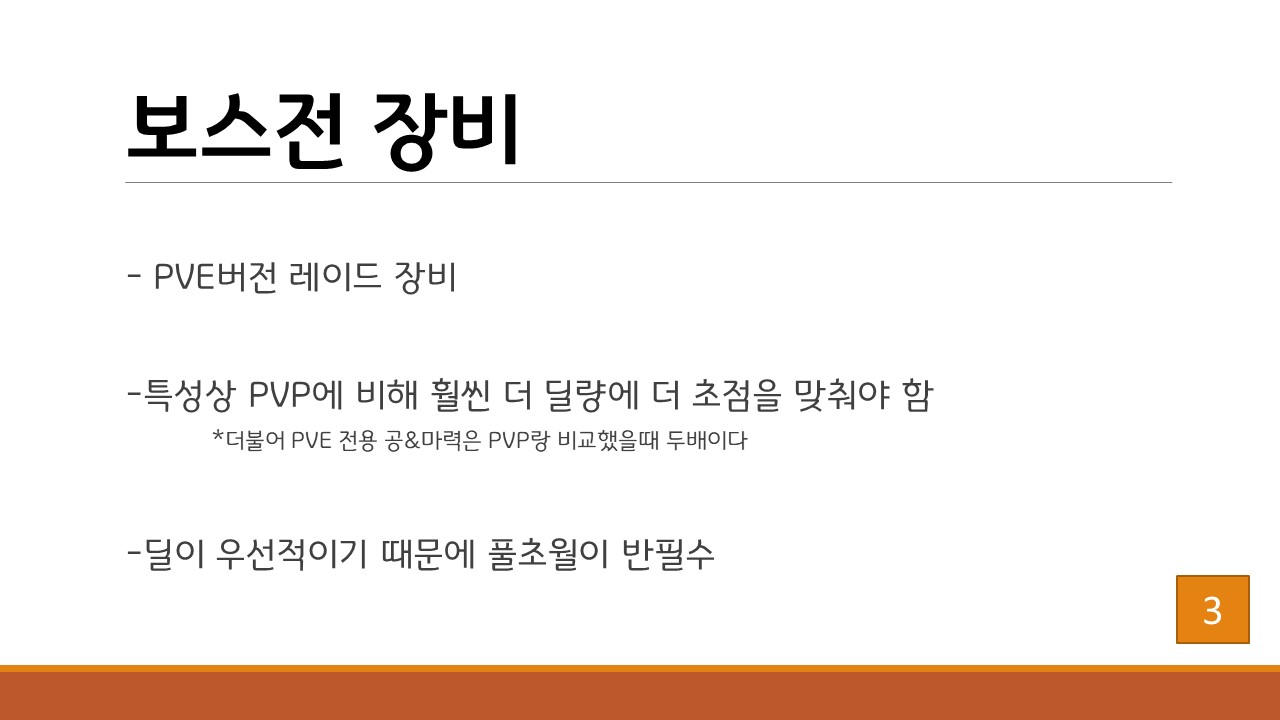 보스전 장비
- PVE버전 레이드 장비
-특성상 PVP에 비해 훨씬 더 딜량에 더 초점을 맞춰야 함
*더불어 PVE 전용 공&마력은 PVP랑 비교했을때 두배이다
-딜이 우선적이기 때문에 풀초월이 반필수
3